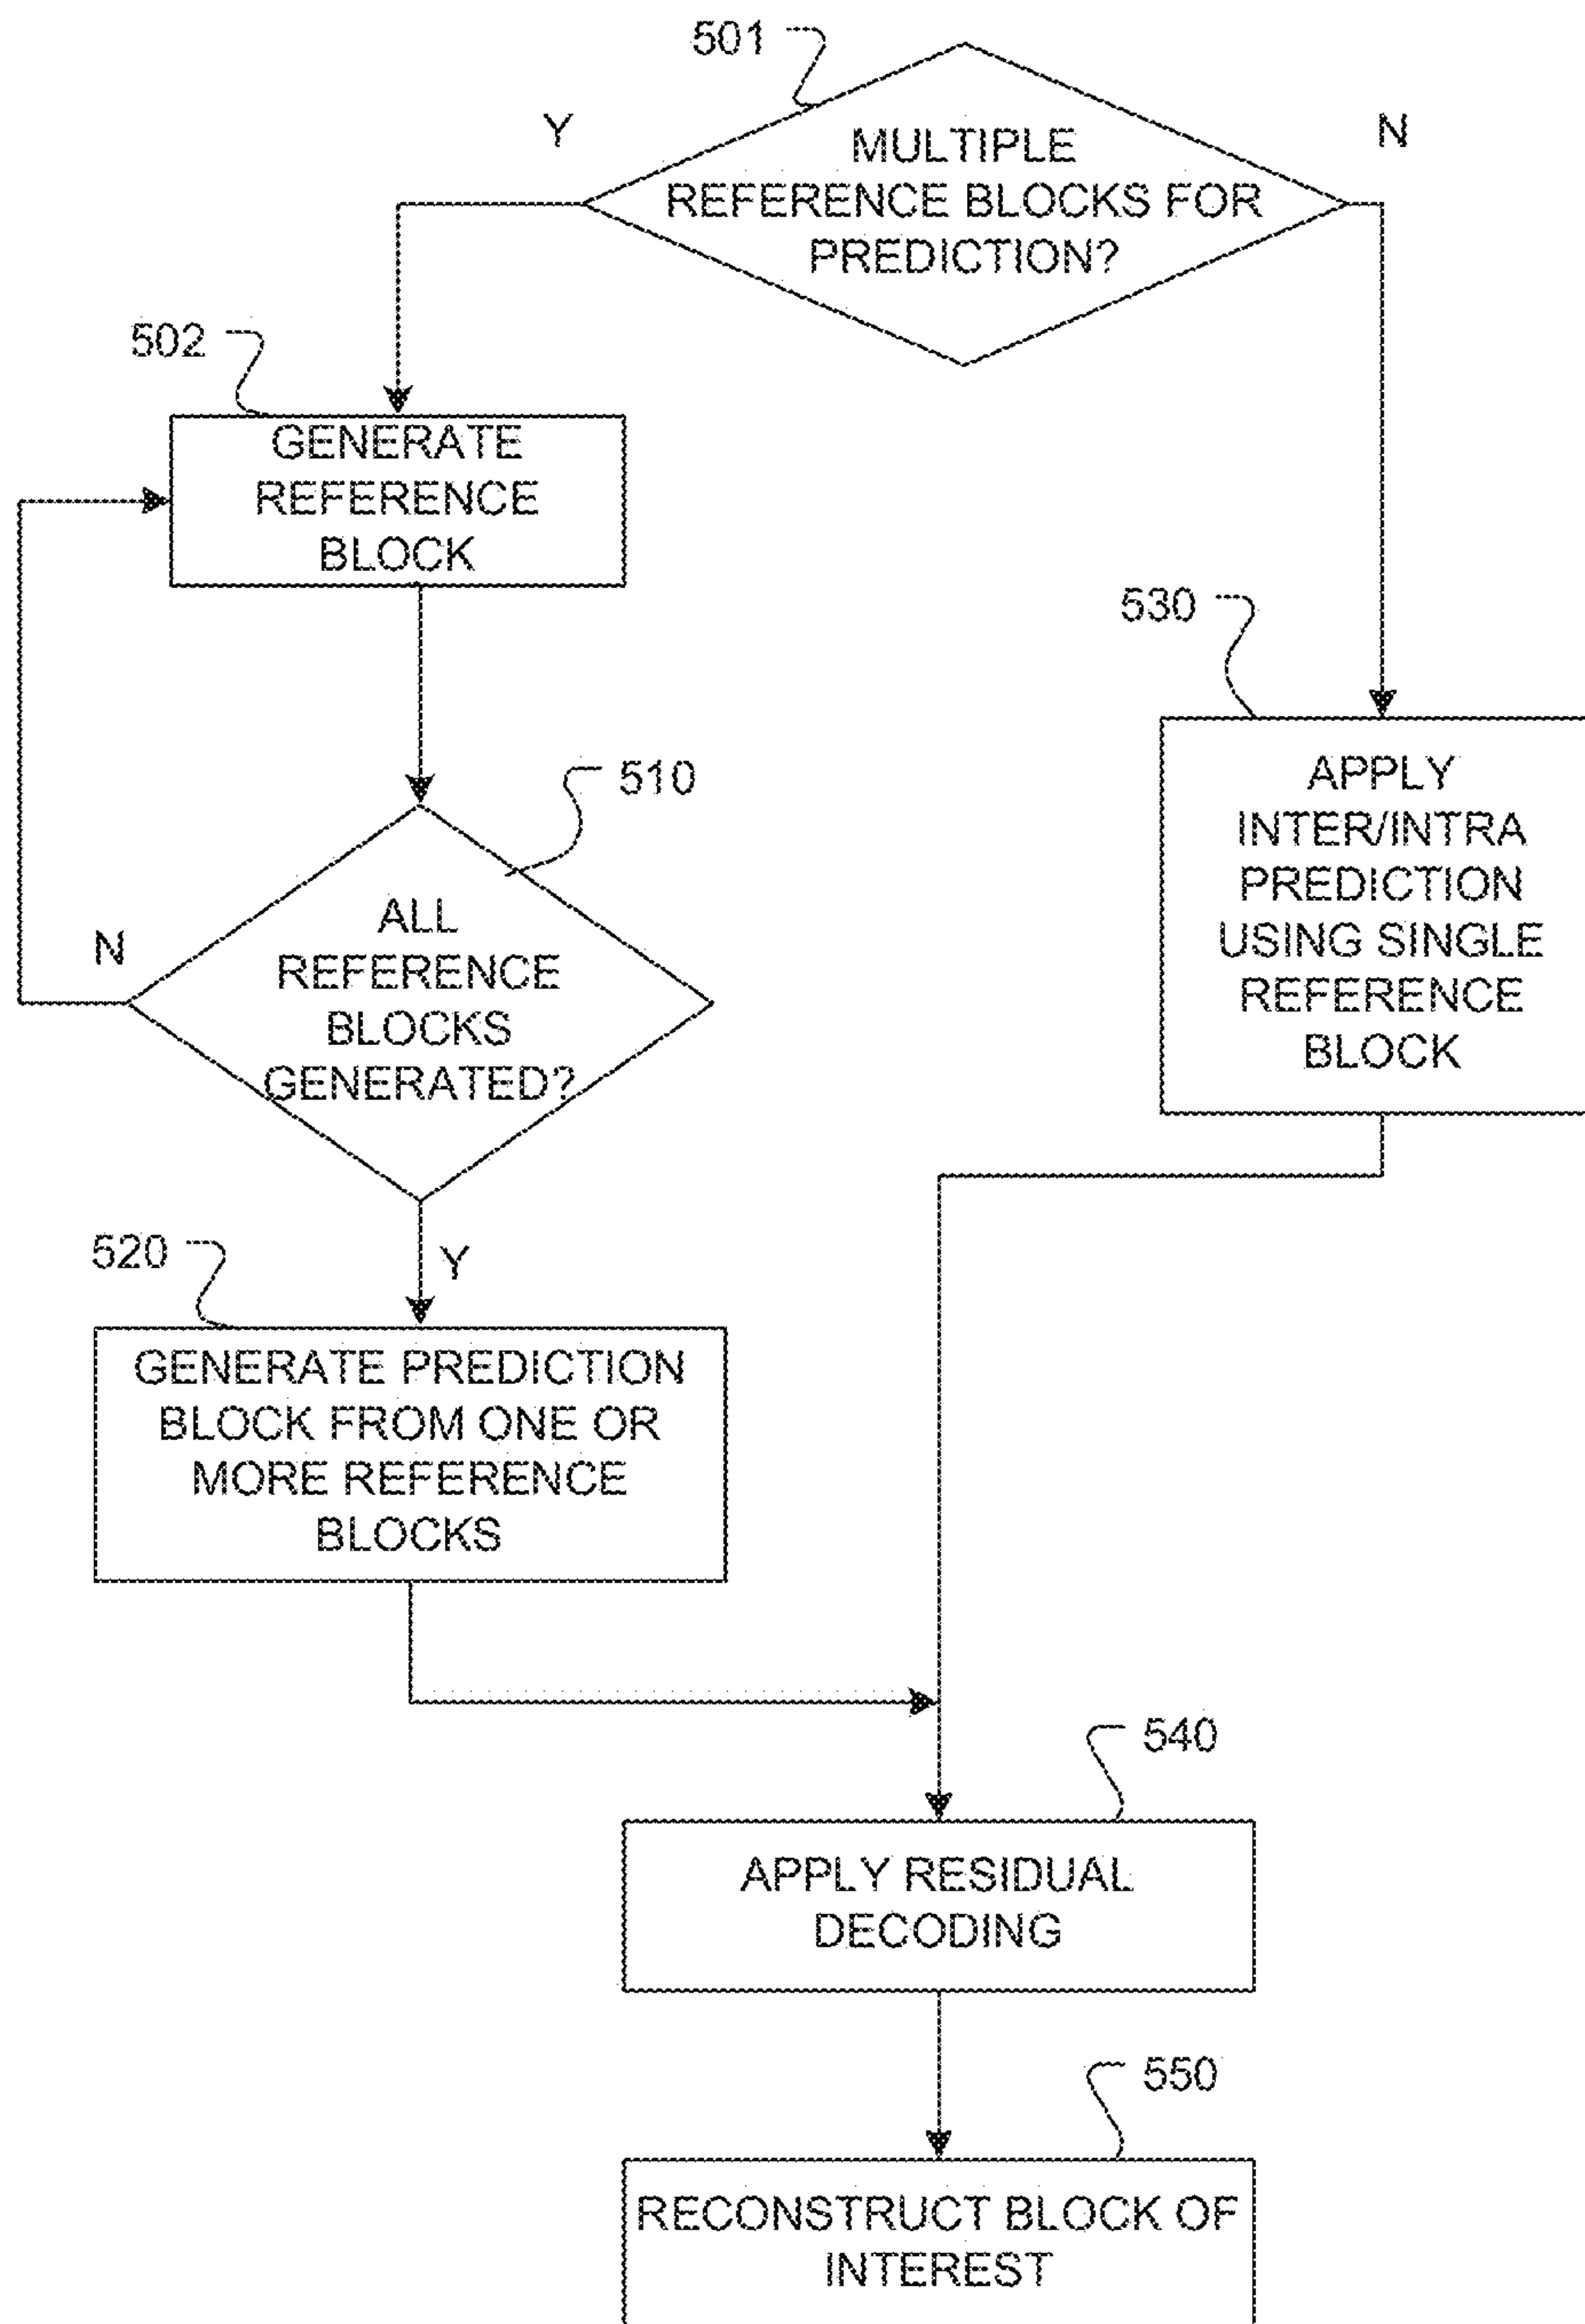 501
Y
N
MULTIPLE
REFERENCE BLOCKS FOR
PREDICTION?
502
GENERATE
REFERENCE
BLOCK
530
APPLY
INTER/INTRA
PREDICTION
USING SINGLE
REFERENCE
BLOCK
510
ALL
REFERENCE
BLOCKS
GENERATED?
N
Y
520
GENERATE PREDICTION
BLOCK FROM ONE OR
MORE REFERENCE
BLOCKS
540
APPLY RESIDUAL
DECODING
550
RECONSTRUCT BLOCK OF
INTEREST